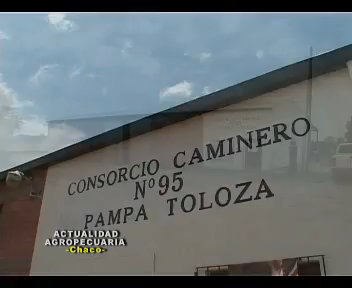 CONSORCIO CAMINERO
Nº95
PAMPA TOLOZA
ACTUALIDAD
AGROPECUARIA
-Chaco-